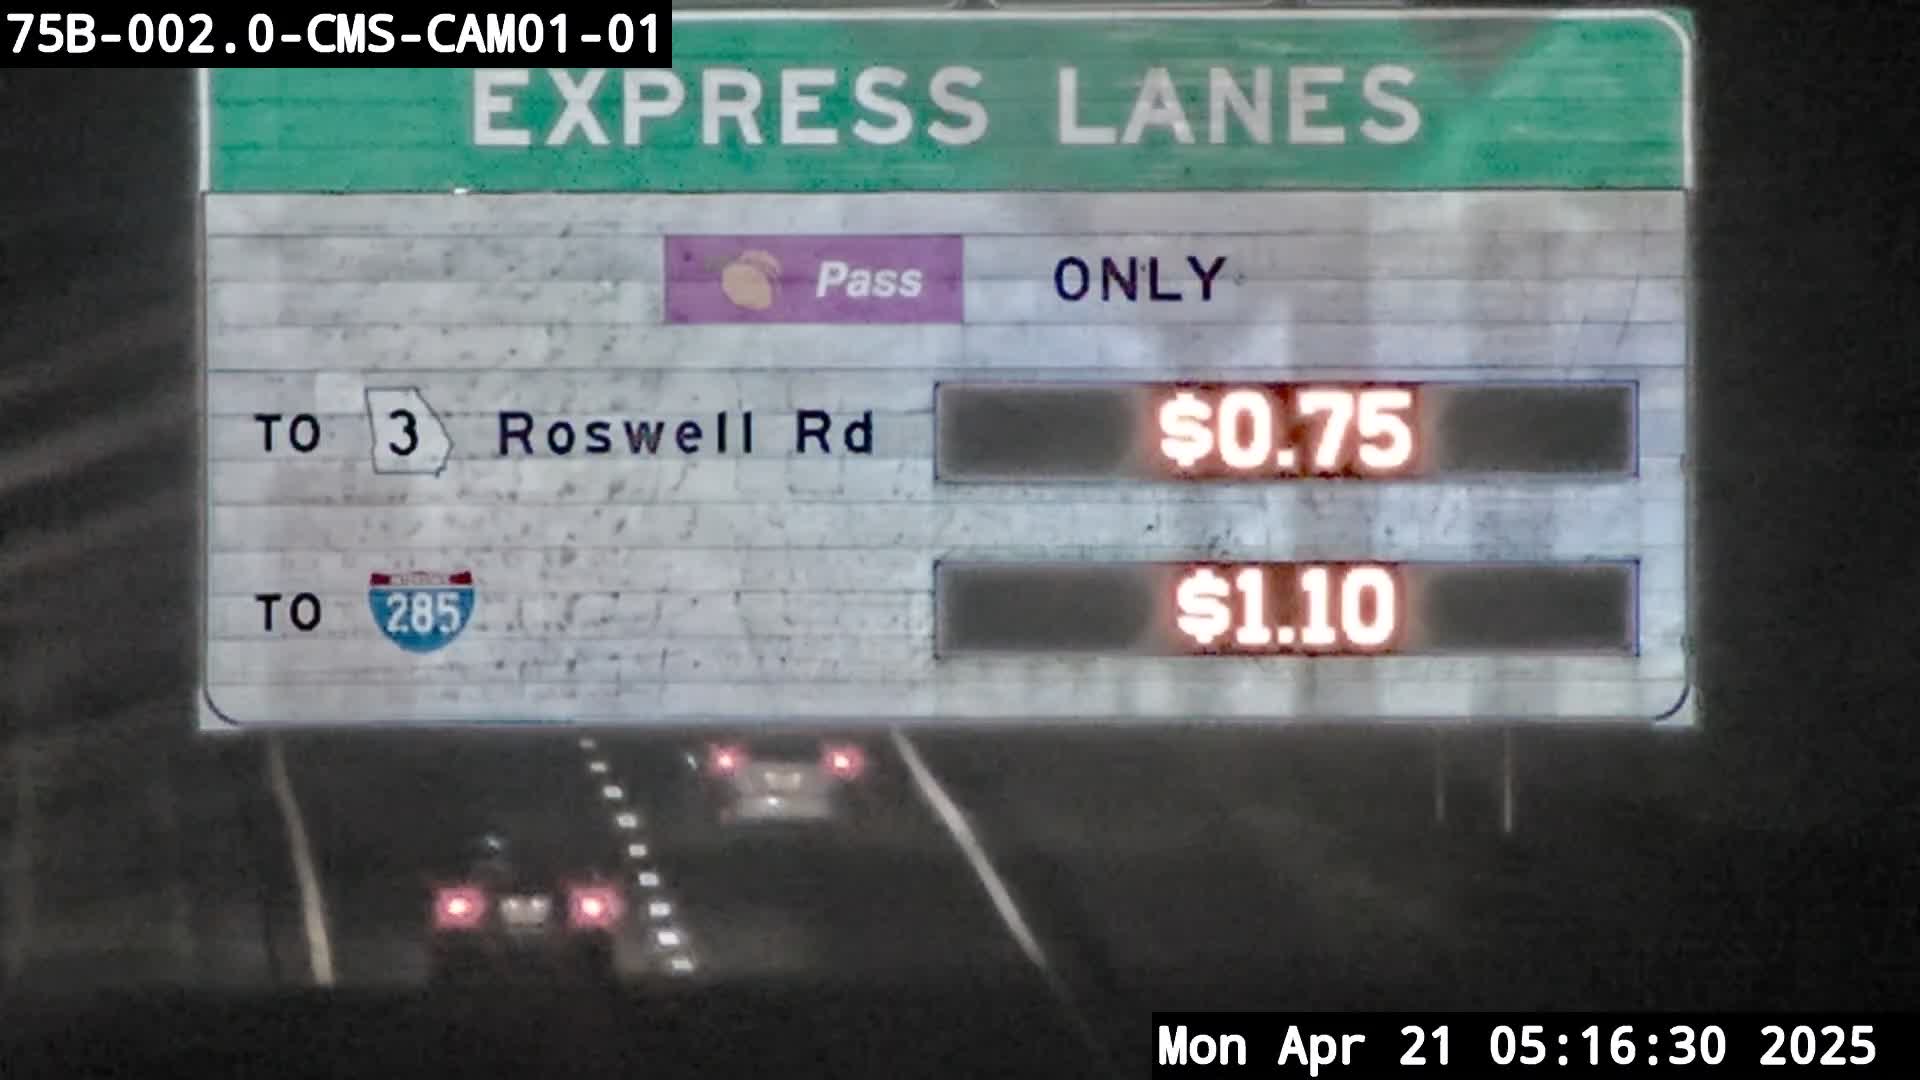 75B-002.0-CMS-CAM01-01
EXPRESS LANES
Pass ONLY
TO 3 Roswell Rd $0.75
TO 285 $1.10
Mon Apr 21 05:16:30 2025